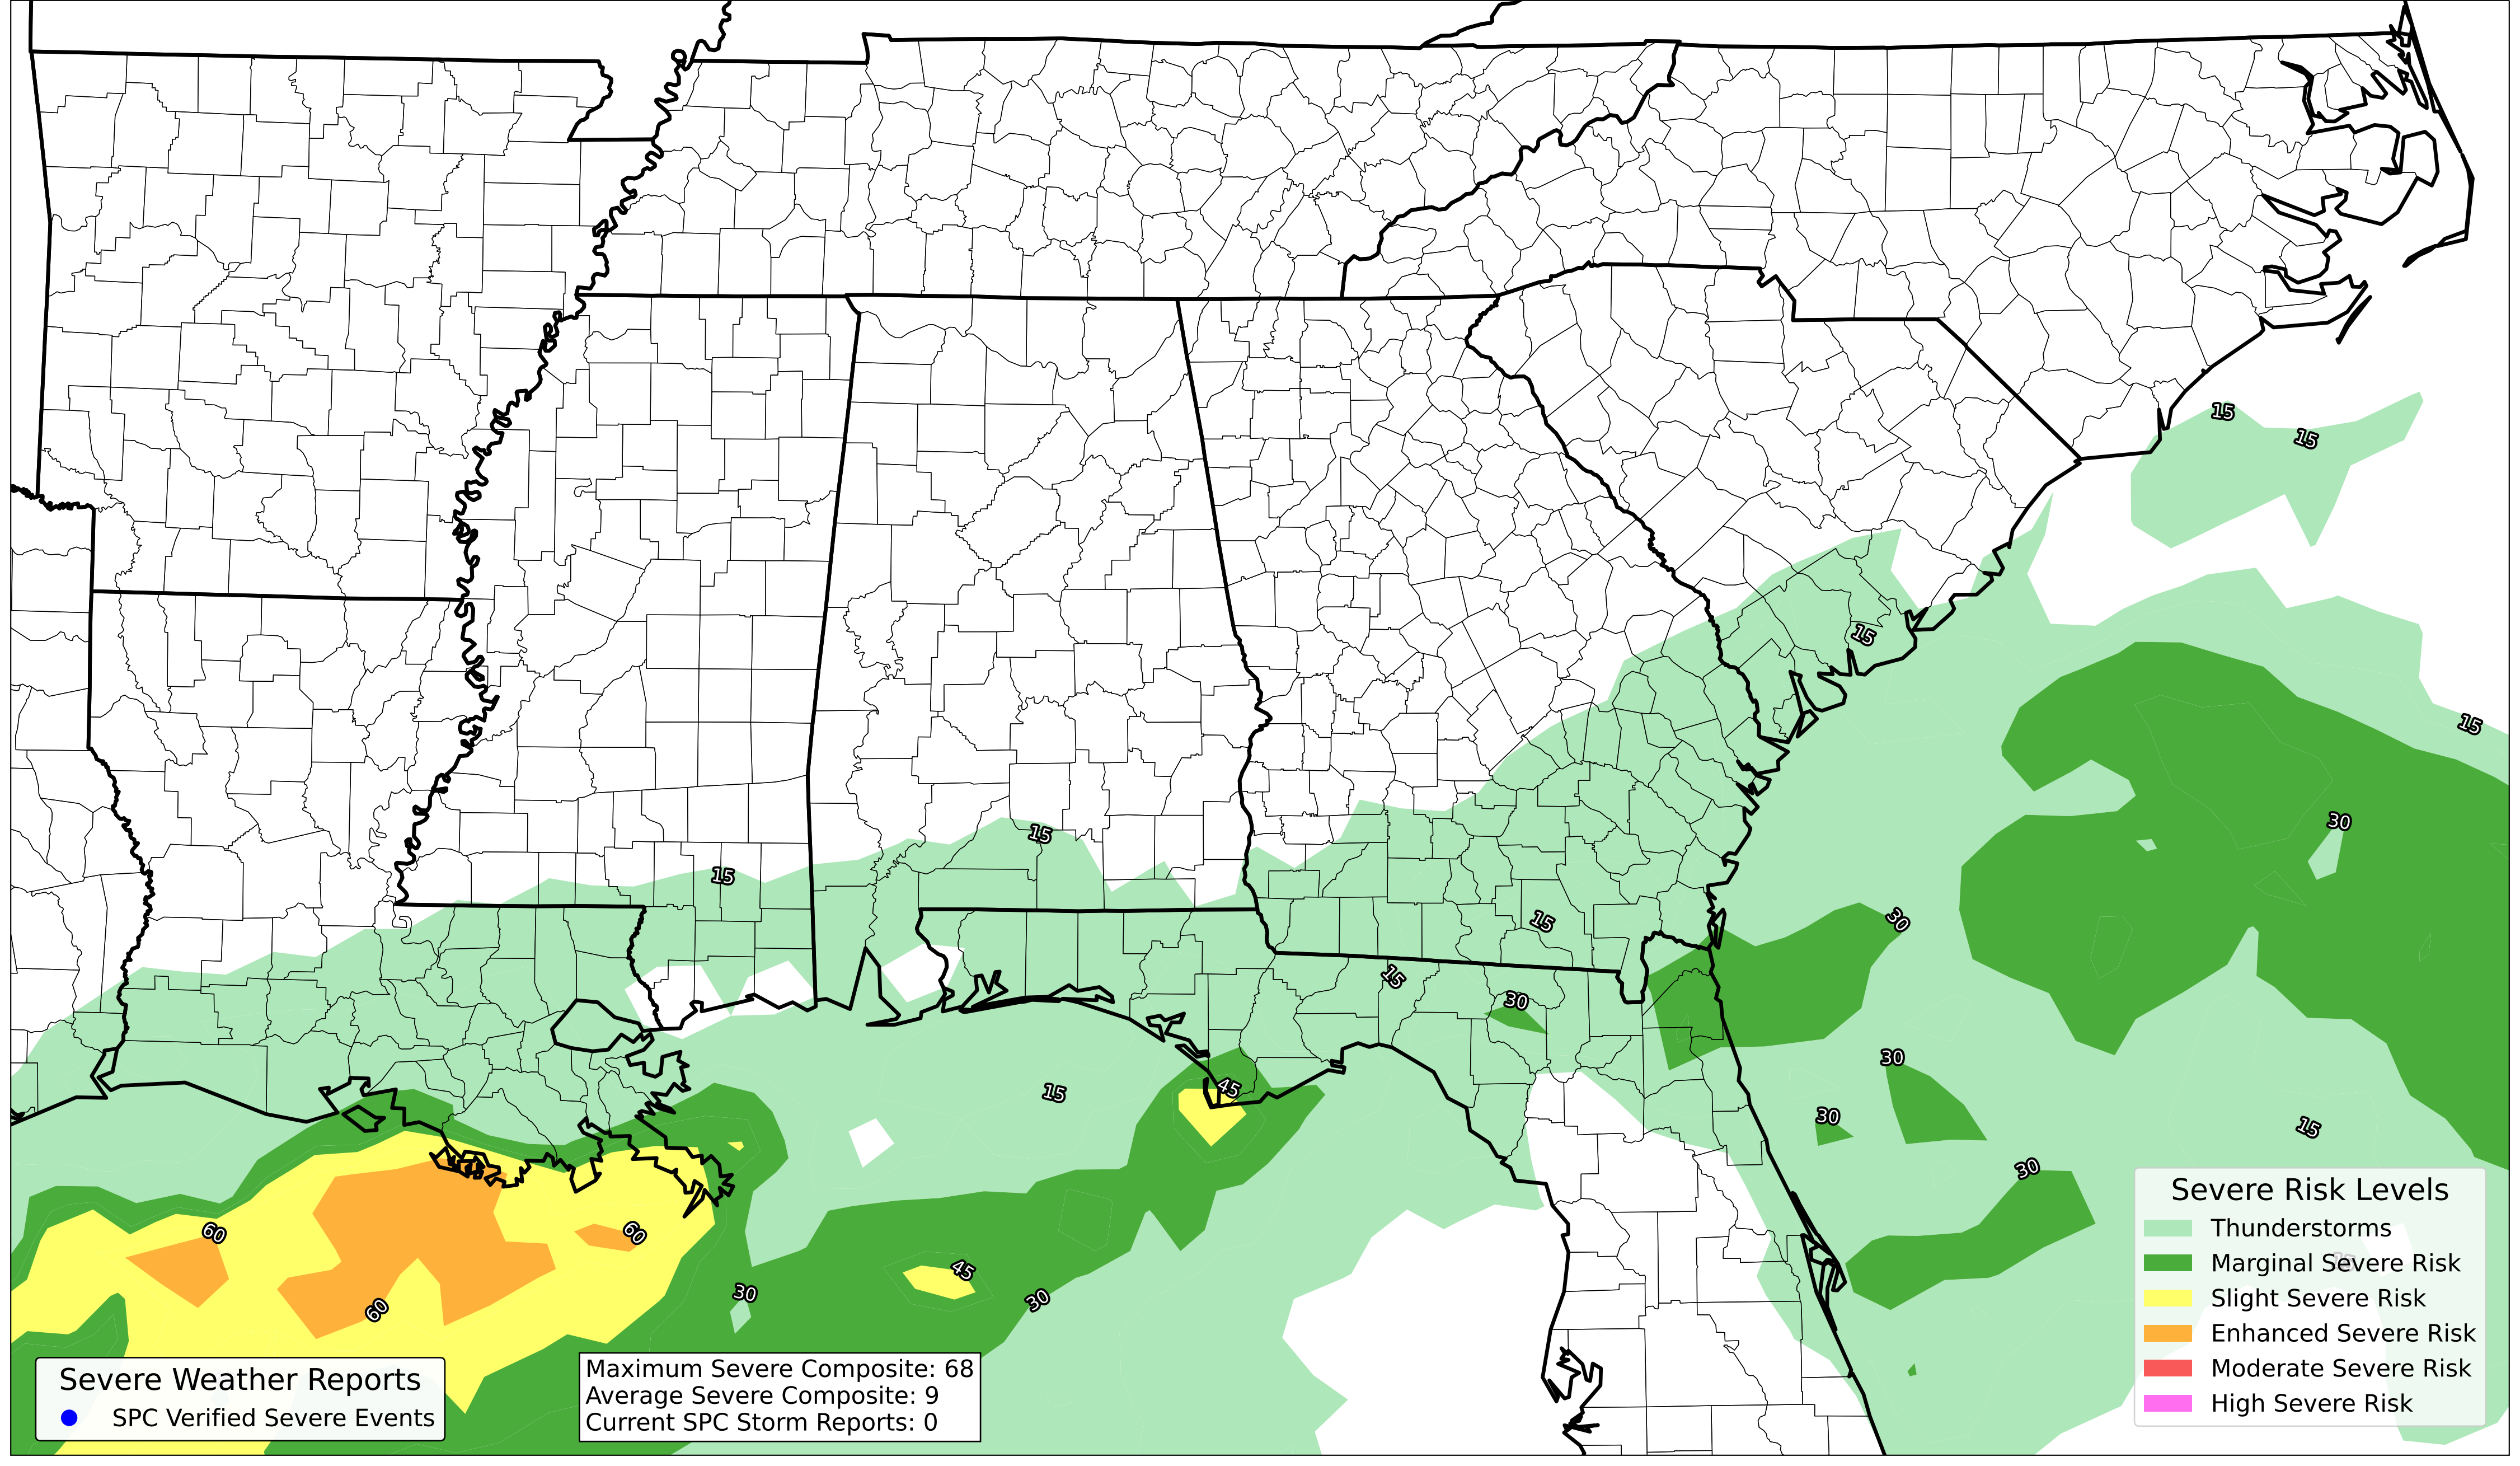 15
15
15
15
30
15
15
30
15
15
30
30
45
15
30
15
30
60
60
45
30
30
60
Severe Risk Levels
Thunderstorms
Marginal Severe Risk
Slight Severe Risk
Enhanced Severe Risk
Moderate Severe Risk
High Severe Risk
Severe Weather Reports
SPC Verified Severe Events
Maximum Severe Composite: 68
Average Severe Composite: 9
Current SPC Storm Reports: 0